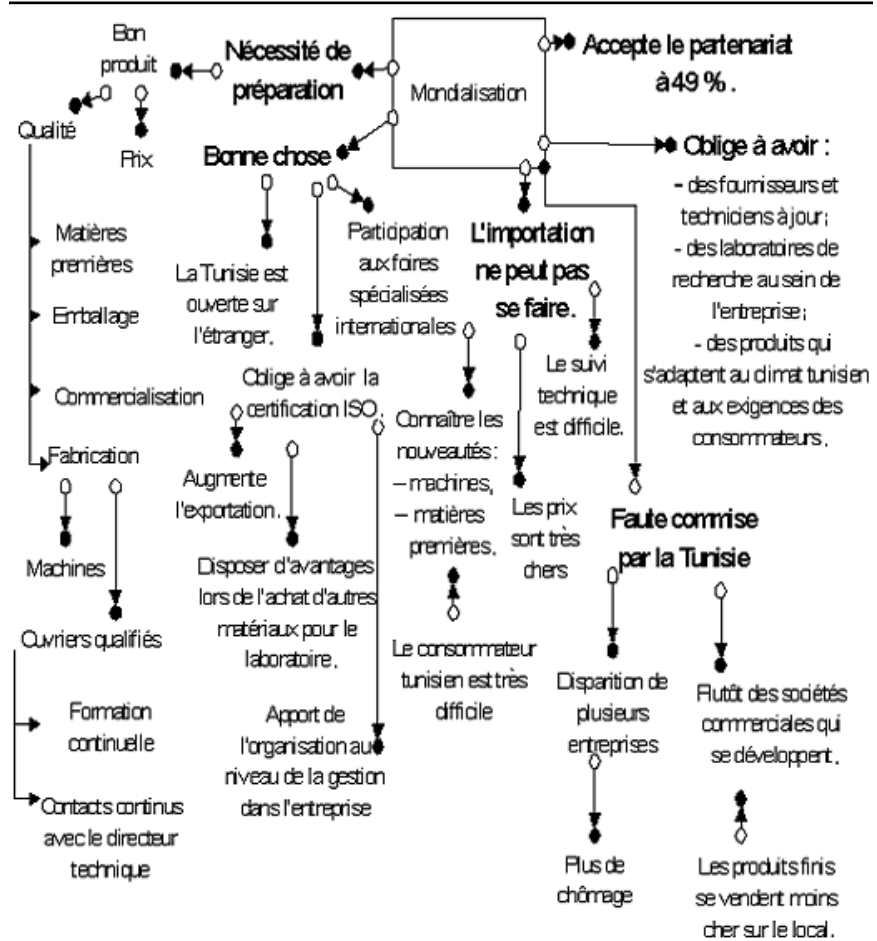 Mondialisation
Nécessité de
préparation
Bon
produit
Qualité
Prix
Matières
premières
Emballage
Commercialisation
Fabrication
Machines
Ouvriers qualifiés
Formation
continuelle
Contacts continus
avec le directeur
technique
Bonne chose
La Tunisie est
ouverte sur
l'étranger.
Oblige à avoir la
certification ISO.
Augmente
l'exportation.
Disposer d'avantages
lors de l'achat d'autres
matériaux pour le
laboratoire.
Apport de
l'organisation au
niveau de la gestion
dans l'entreprise
Participation
aux foires
spécialisées
internationales
Connaître les
nouveautés :
– machines,
– matières
premières.
Le consommateur
tunisien est très
difficile
L'importation
ne peut pas
se faire.
Les prix
sont très
chers
Le suivi
technique
est difficile.
Accepte le partenariat
à 49 % .
Oblige à avoir :
– des fournisseurs et
techniciens à jour;
– des laboratoires de
recherche au sein de
l'entreprise;
– des produits qui
s'adaptent au climat tunisien
et aux exigences des
consommateurs.
Faute commise
par la Tunisie
Disparition de
plusieurs
entreprises
Plus de
chômage
Plutôt des sociétés
commerciales qui
se développent.
Les produits finis
se vendent moins
cher sur le local.